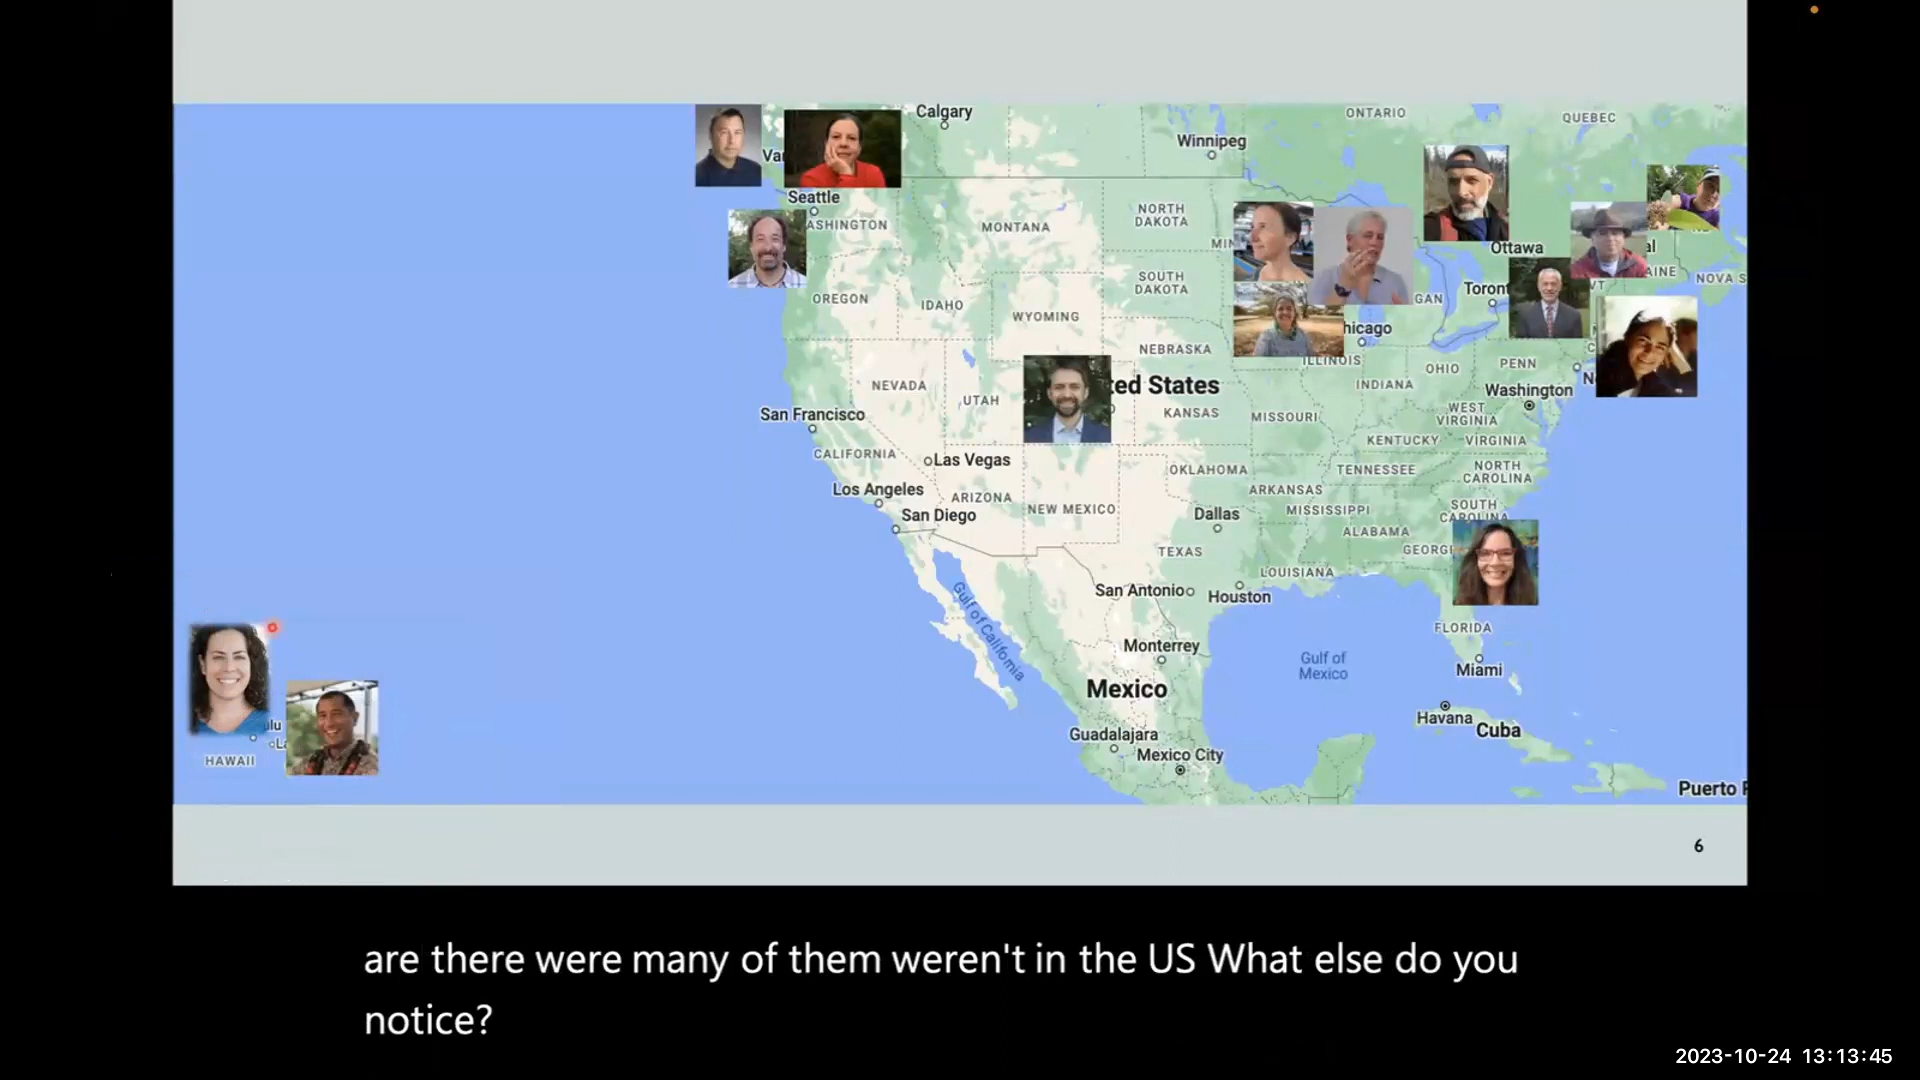 Calgary
ONTARIO
QUEBEC
Winnipeg
Seattle
MONTANA
NORTH
DAKOTA
Ottawa
SOUTH
DAKOTA
NOVA S
OREGON
IDAHO
WYOMING
Toront
NEBRASKA
ILLINOIS
OHIO
PENN
INDIANA
Washington
NEVADA
UTAH
ted States
KANSAS
MISSOURI
WEST
VIRGINIA
San Francisco
KENTUCKY
VIRGINIA
CALIFORNIA
Las Vegas
OKLAHOMA
TENNESSEE
NORTH
CAROLINA
Los Angeles
ARIZONA
NEW MEXICO
ARKANSAS
MISSISSIPPI
SOUTH
CAROLINA
San Diego
Dallas
ALABAMA
TEXAS
GEORG
LOUISIANA
San Antonio
Houston
Gulf of California
FLORIDA
Monterrey
Gulf of
Mexico
Miami
Mexico
Havana
Cuba
Guadalajara
Mexico City
HAWAII
Puerto
6
are there were many of them weren't in the US What else do you
notice?
2023-10-24 13:13:45